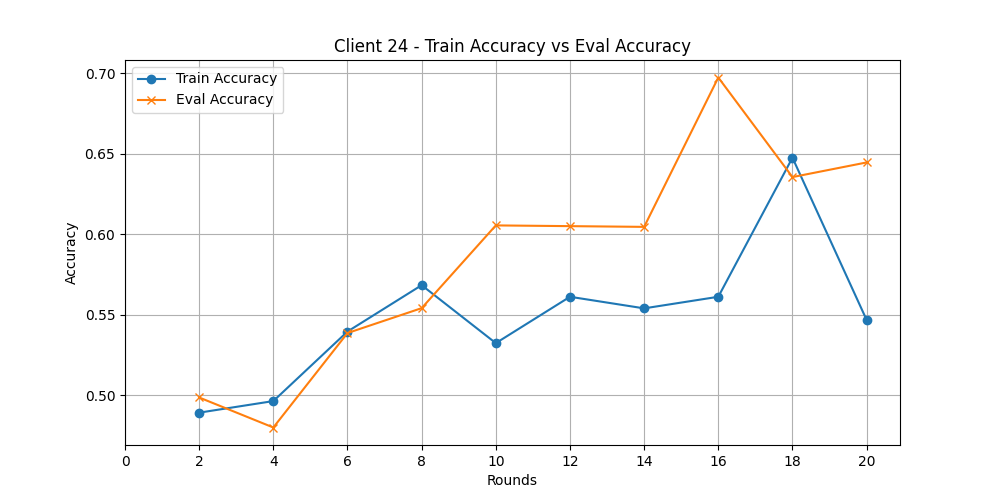 Client 24 - Train Accuracy vs Eval Accuracy
Train Accuracy
Eval Accuracy
Accuracy
0.70
0.65
0.60
0.55
0.50
0 2 4 6 8 10 12 14 16 18 20
Rounds